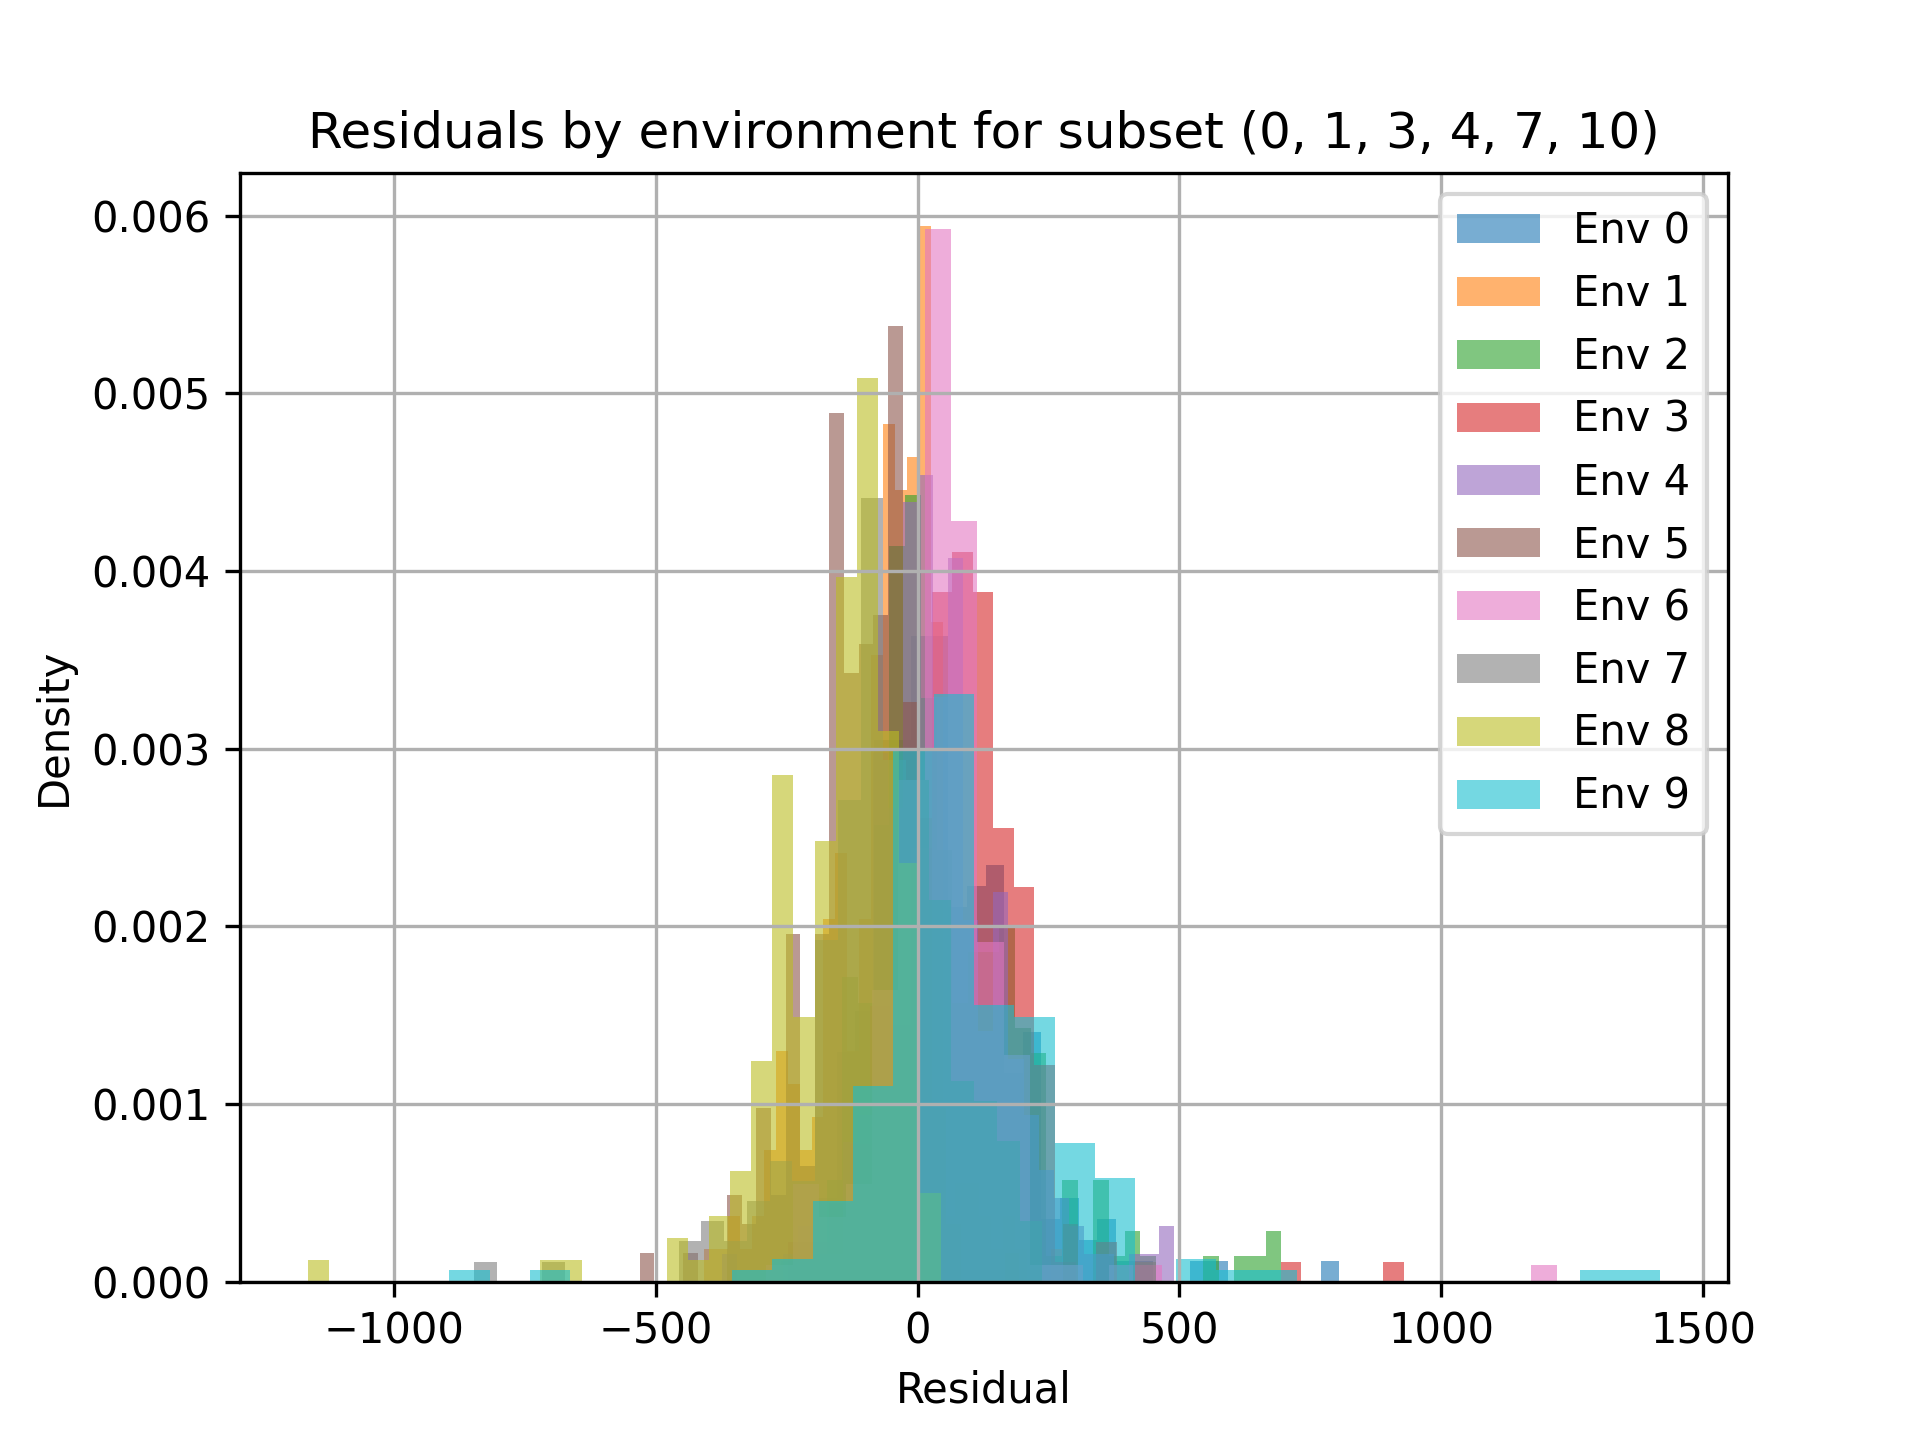 Residuals by environment for subset (0, 1, 3, 4, 7, 10)
0.006
0.005
0.004
0.003
0.002
0.001
0.000
Density
Env 0
Env 1
Env 2
Env 3
Env 4
Env 5
Env 6
Env 7
Env 8
Env 9
−1000 −500 0 500 1000 1500
Residual